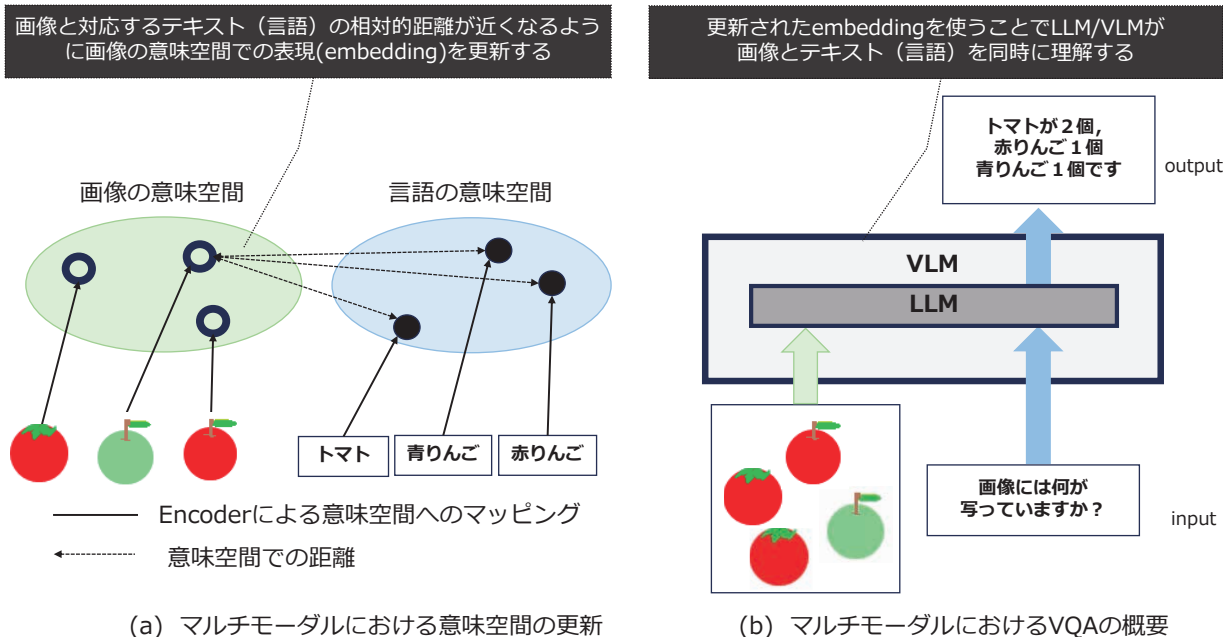 画像と対応するテキスト（言語）の相対的距離が近くなるよう
に画像の意味空間での表現(embedding)を更新する
画像の意味空間
言語の意味空間
トマト
青りんご
赤りんご
Encoderによる意味空間へのマッピング
意味空間での距離
(a) マルチモーダルにおける意味空間の更新
更新されたembeddingを使うことでLLM/VLMが
画像とテキスト（言語）を同時に理解する
トマトが２個,
赤りんご１個
青りんご１個です
output
VLM
LLM
画像には何が
写っていますか？
input
(b) マルチモーダルにおけるVQAの概要